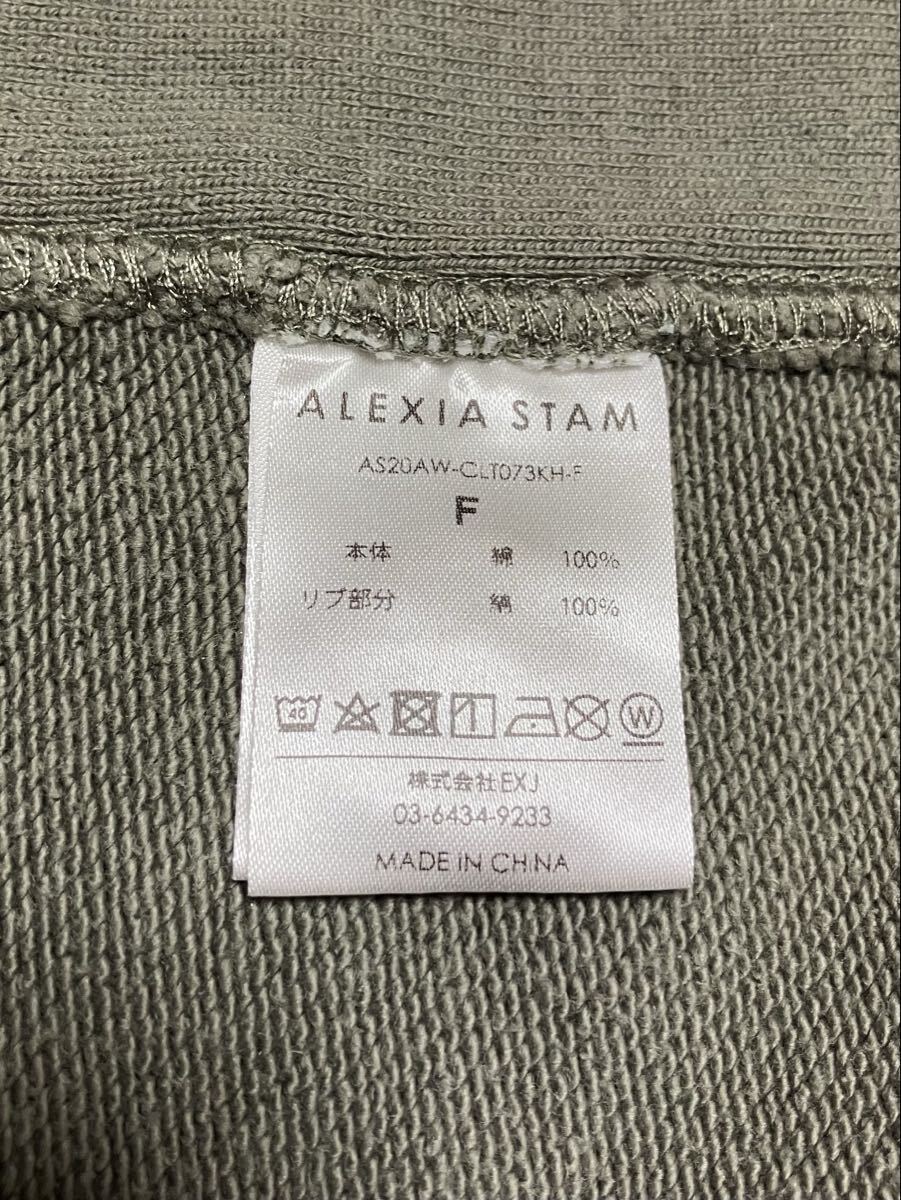 ALEXIA STAM
AS20AW-CLT073KH-F
F
本体 綿 100%
リブ部分 綿 100%
40 W
株式会社EXJ
03-6434-9233
MADE IN CHINA